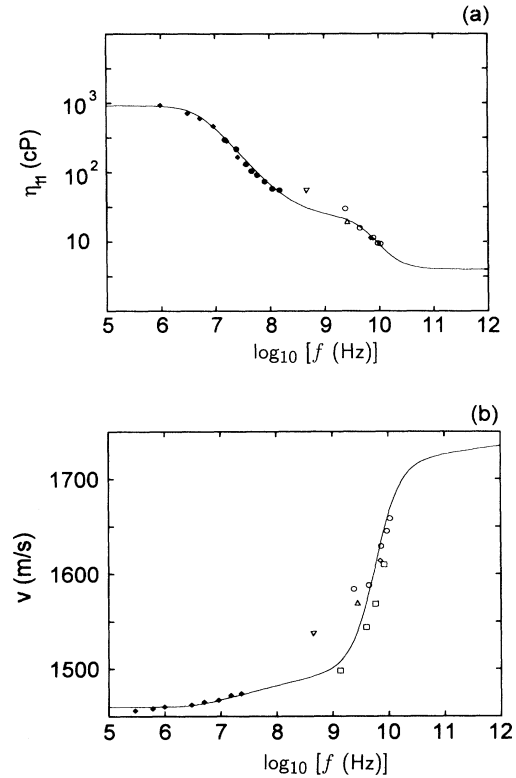 (a)
10³
10²
10
η₁₁ (cP)
5 6 7 8 9 10 11 12
log₁₀ [f (Hz)]
(b)
1700
1600
1500
v (m/s)
5 6 7 8 9 10 11 12
log₁₀ [f (Hz)]